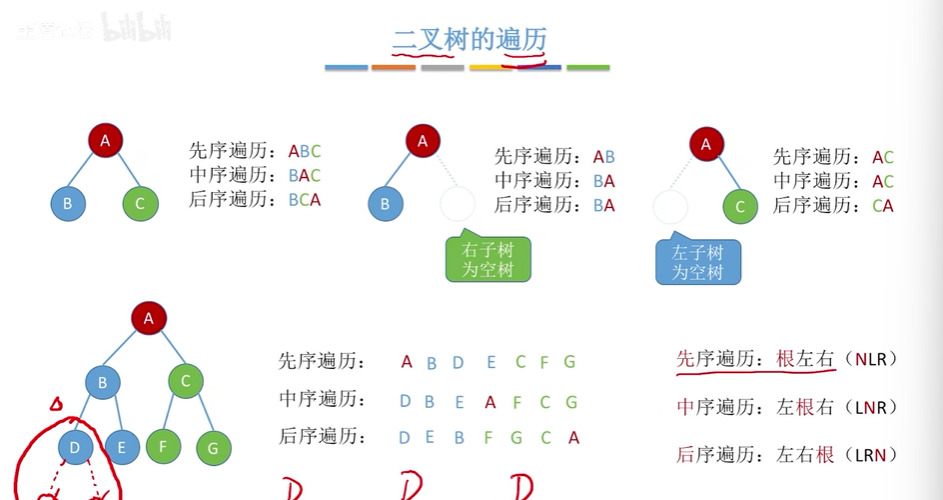 bilibili
二叉树的遍历
A
B
C
先序遍历：ABC
中序遍历：BAC
后序遍历：BCA
A
B
先序遍历：AB
中序遍历：BA
后序遍历：BA
右子树
为空树
A
C
先序遍历：AC
中序遍历：AC
后序遍历：CA
左子树
为空树
A
B
C
D
E
F
G
先序遍历： A B D E C F G
中序遍历： D B E A F C G
后序遍历： D E B F G C A
先序遍历：根左右（NLR）
中序遍历：左根右（LNR）
后序遍历：左右根（LRN）
D D D